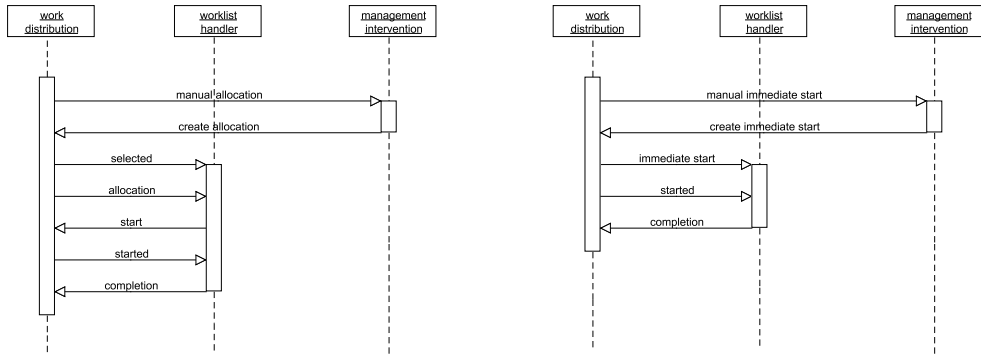 work
distribution
worklist
handler
management
intervention
manual allocation
create allocation
selected
allocation
start
started
completion
work
distribution
worklist
handler
management
intervention
manual immediate start
create immediate start
immediate start
started
completion